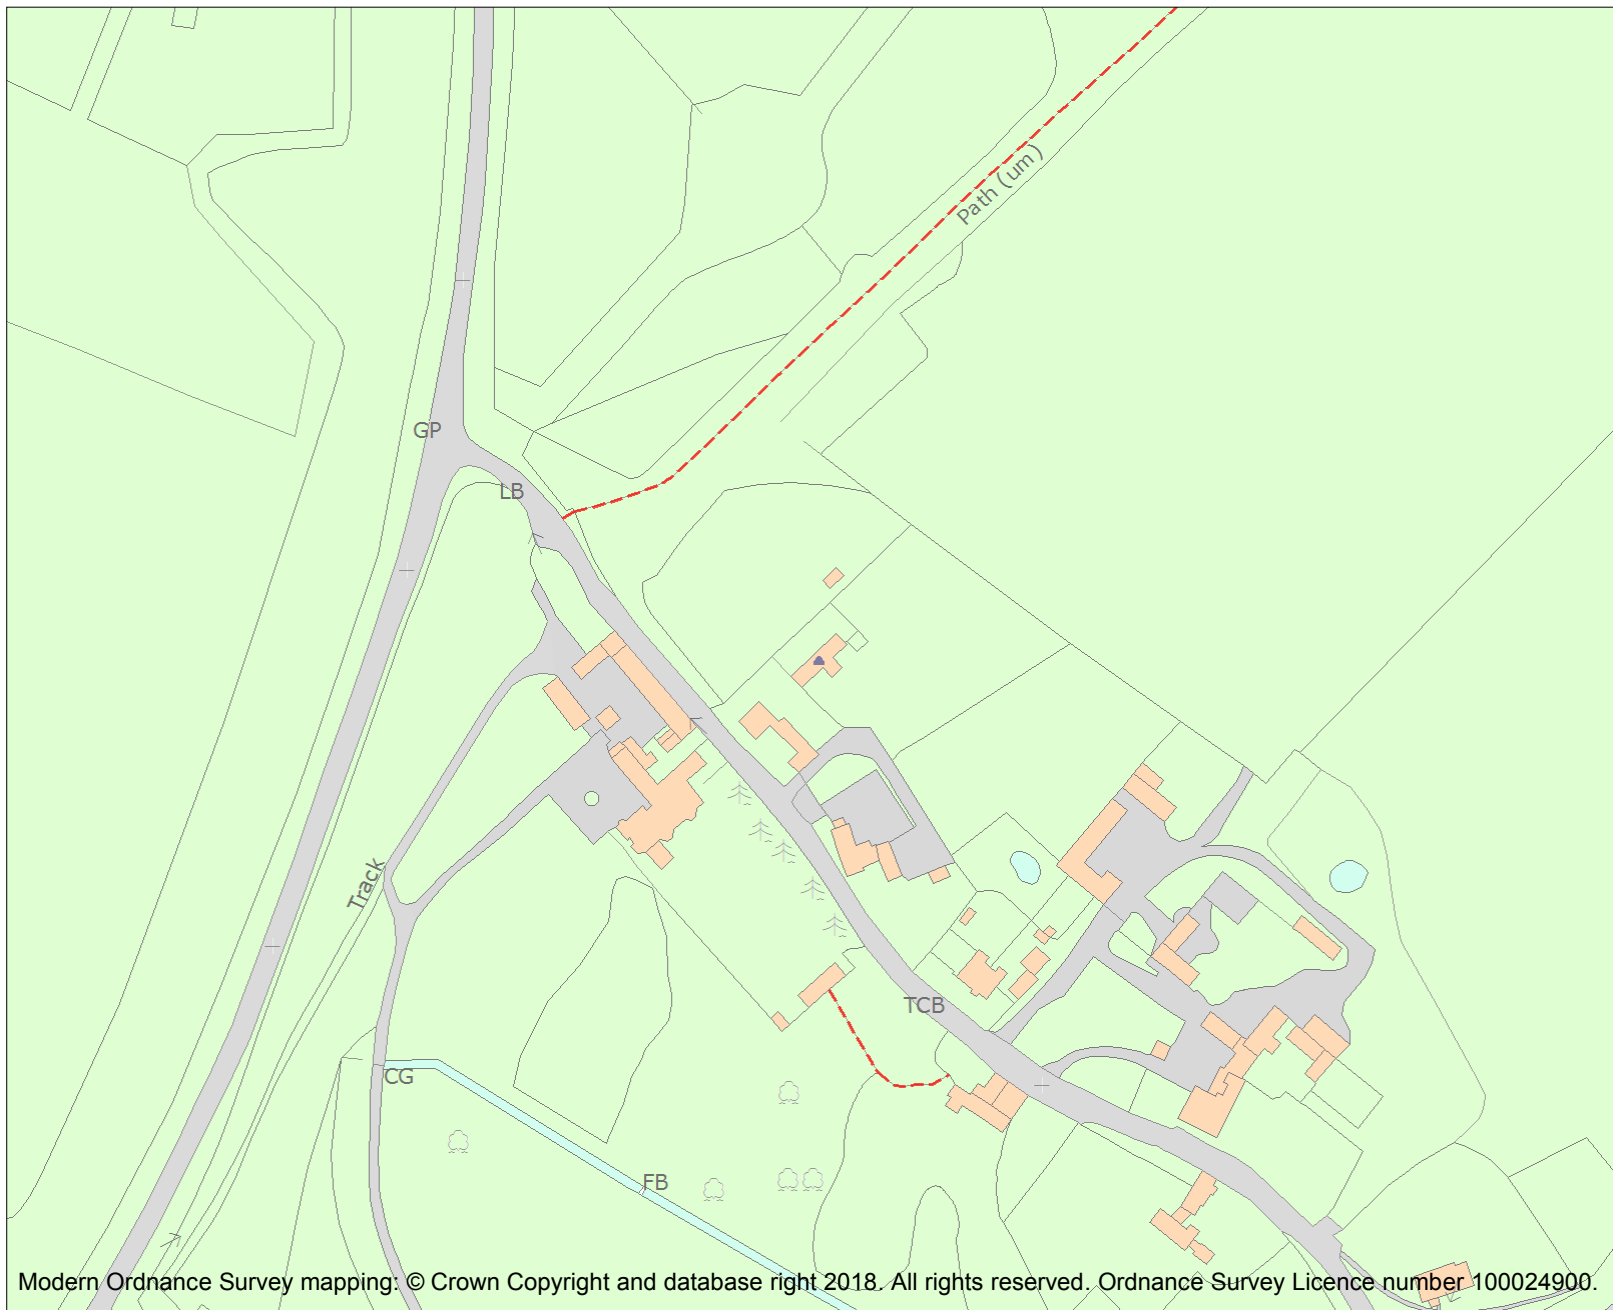 Path (um)
GP
LB
Track
TCB
CG
FB
Modern Ordnance Survey mapping: © Crown Copyright and database right 2018. All rights reserved. Ordnance Survey Licence number 100024900.